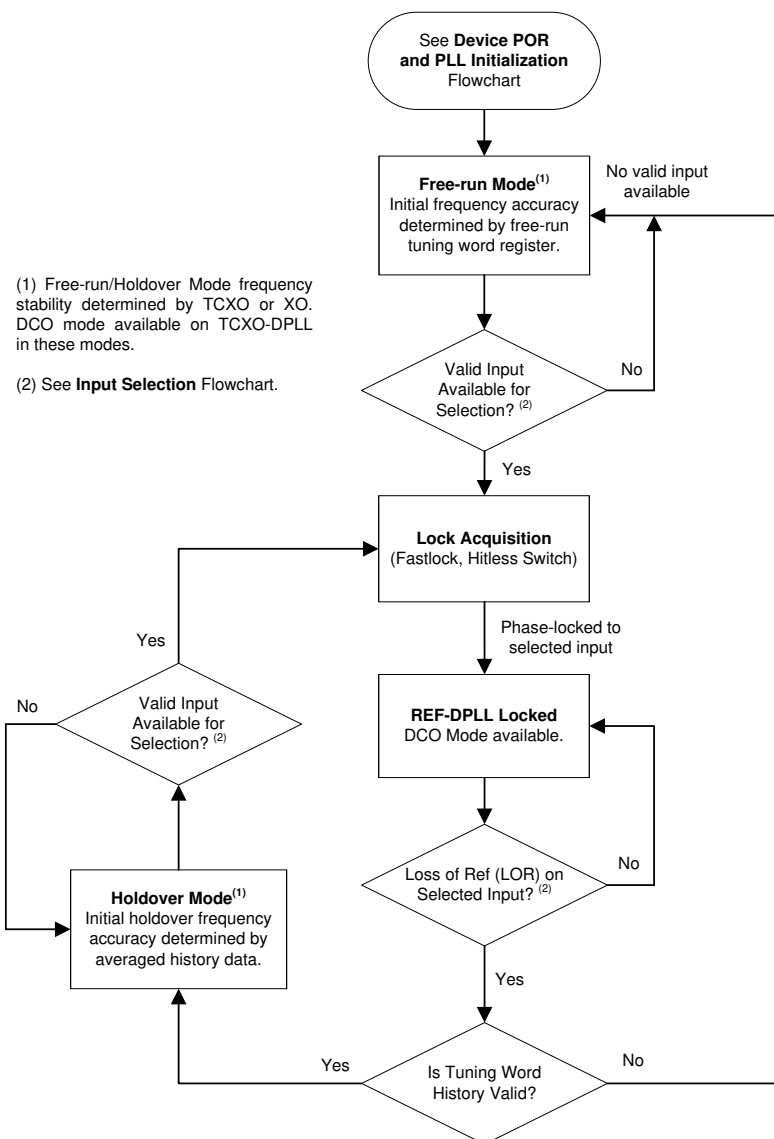 See Device POR
and PLL Initialization
Flowchart
Free-run Mode(1)
Initial frequency accuracy
determined by free-run
tuning word register.
No valid input
available
(1) Free-run/Holdover Mode frequency
stability determined by TCXO or XO.
DCO mode available on TCXO-DPLL
in these modes.
(2) See Input Selection Flowchart.
Valid Input
Available for
Selection? (2)
No
Yes
Lock Acquisition
(Fastlock, Hitless Switch)
Yes
Phase-locked to
selected input
No
Valid Input
Available for
Selection? (2)
REF-DPLL Locked
DCO Mode available.
Loss of Ref (LOR) on
Selected Input? (2)
No
Holdover Mode(1)
Initial holdover frequency
accuracy determined by
averaged history data.
Yes
Yes
Is Tuning Word
History Valid?
No